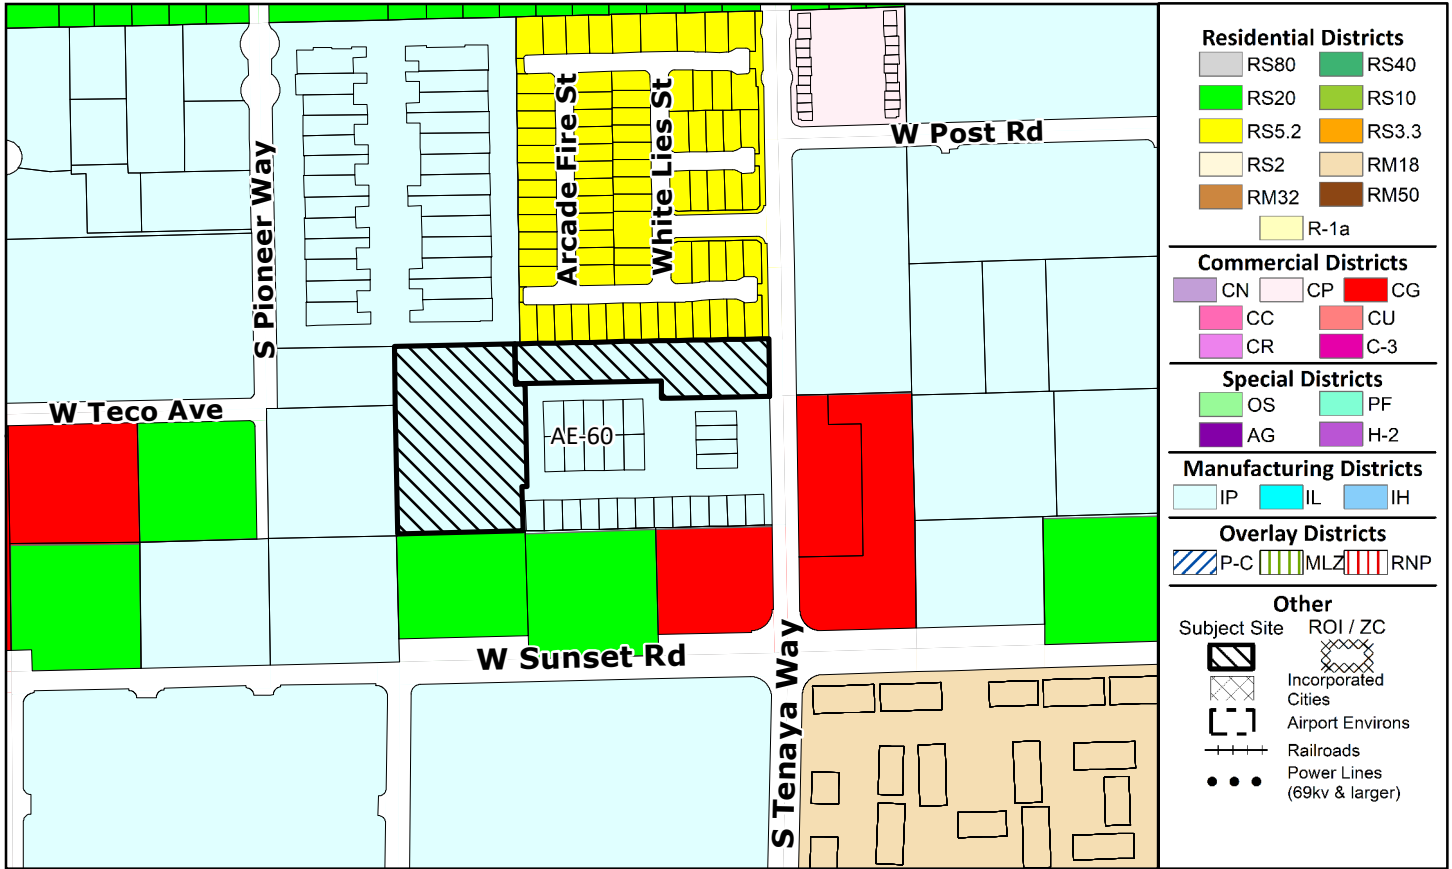 S Pioneer Way
Arcade Fire St
White Lies St
W Post Rd
W Teco Ave
AE-60
W Sunset Rd
S Tenaya Way
Residential Districts
RS80 RS40
RS20 RS10
RS5.2 RS3.3
RS2 RM18
RM32 RM50
R-1a
Commercial Districts
CN CP CG
CC CU
CR C-3
Special Districts
OS PF
AG H-2
Manufacturing Districts
IP IL IH
Overlay Districts
P-C MLZ RNP
Other
Subject Site ROI / ZC
Incorporated
Cities
Airport Environs
Railroads
Power Lines
(69kv & larger)